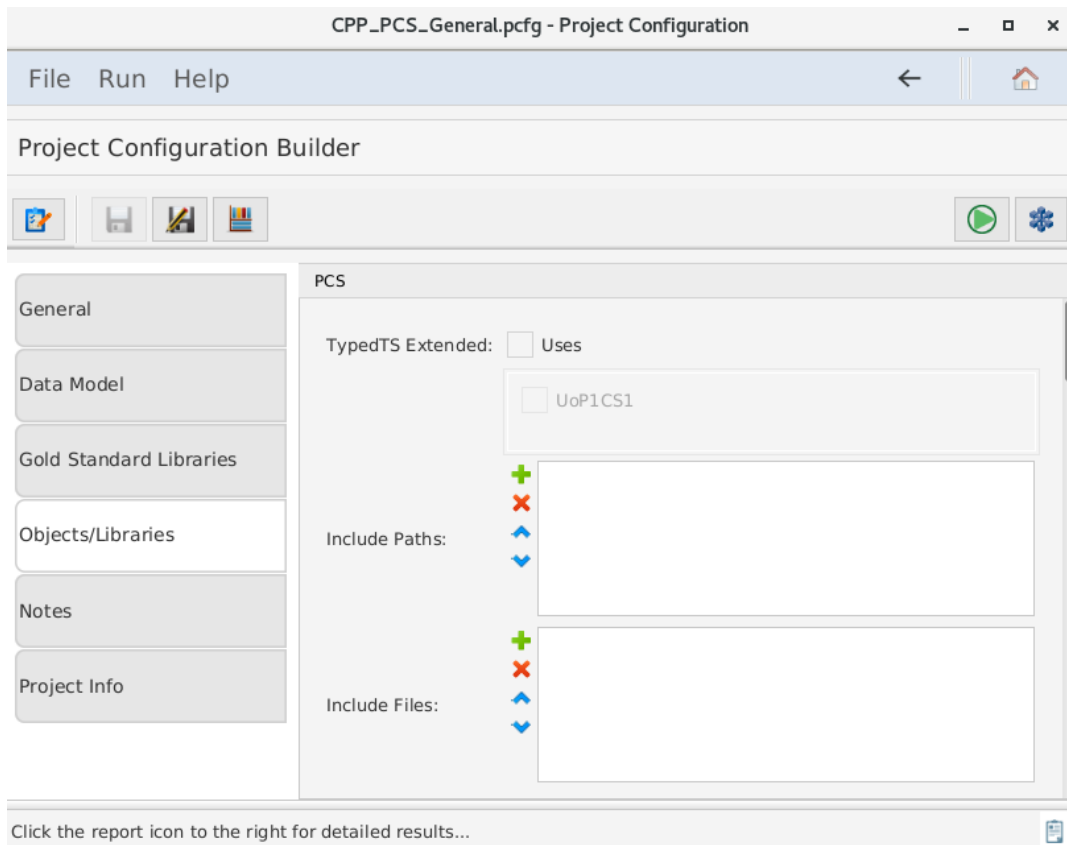 CPP_PCS_General.pcfg - Project Configuration
File Run Help
Project Configuration Builder
General
Data Model
Gold Standard Libraries
Objects/Libraries
Notes
Project Info
PCS
TypedTS Extended: Uses
UoP1CS1
Include Paths:
Include Files:
Click the report icon to the right for detailed results...